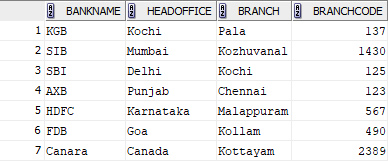 BANKNAME HEADOFFICE BRANCH BRANCHCODE
1 KGB Kochi Pala 137
2 SIB Mumbai Kozhuvanal 1430
3 SBI Delhi Kochi 125
4 AXB Punjab Chennai 123
5 HDFC Karnataka Malappuram 567
6 FDB Goa Kollam 490
7 Canara Canada Kottayam 2389